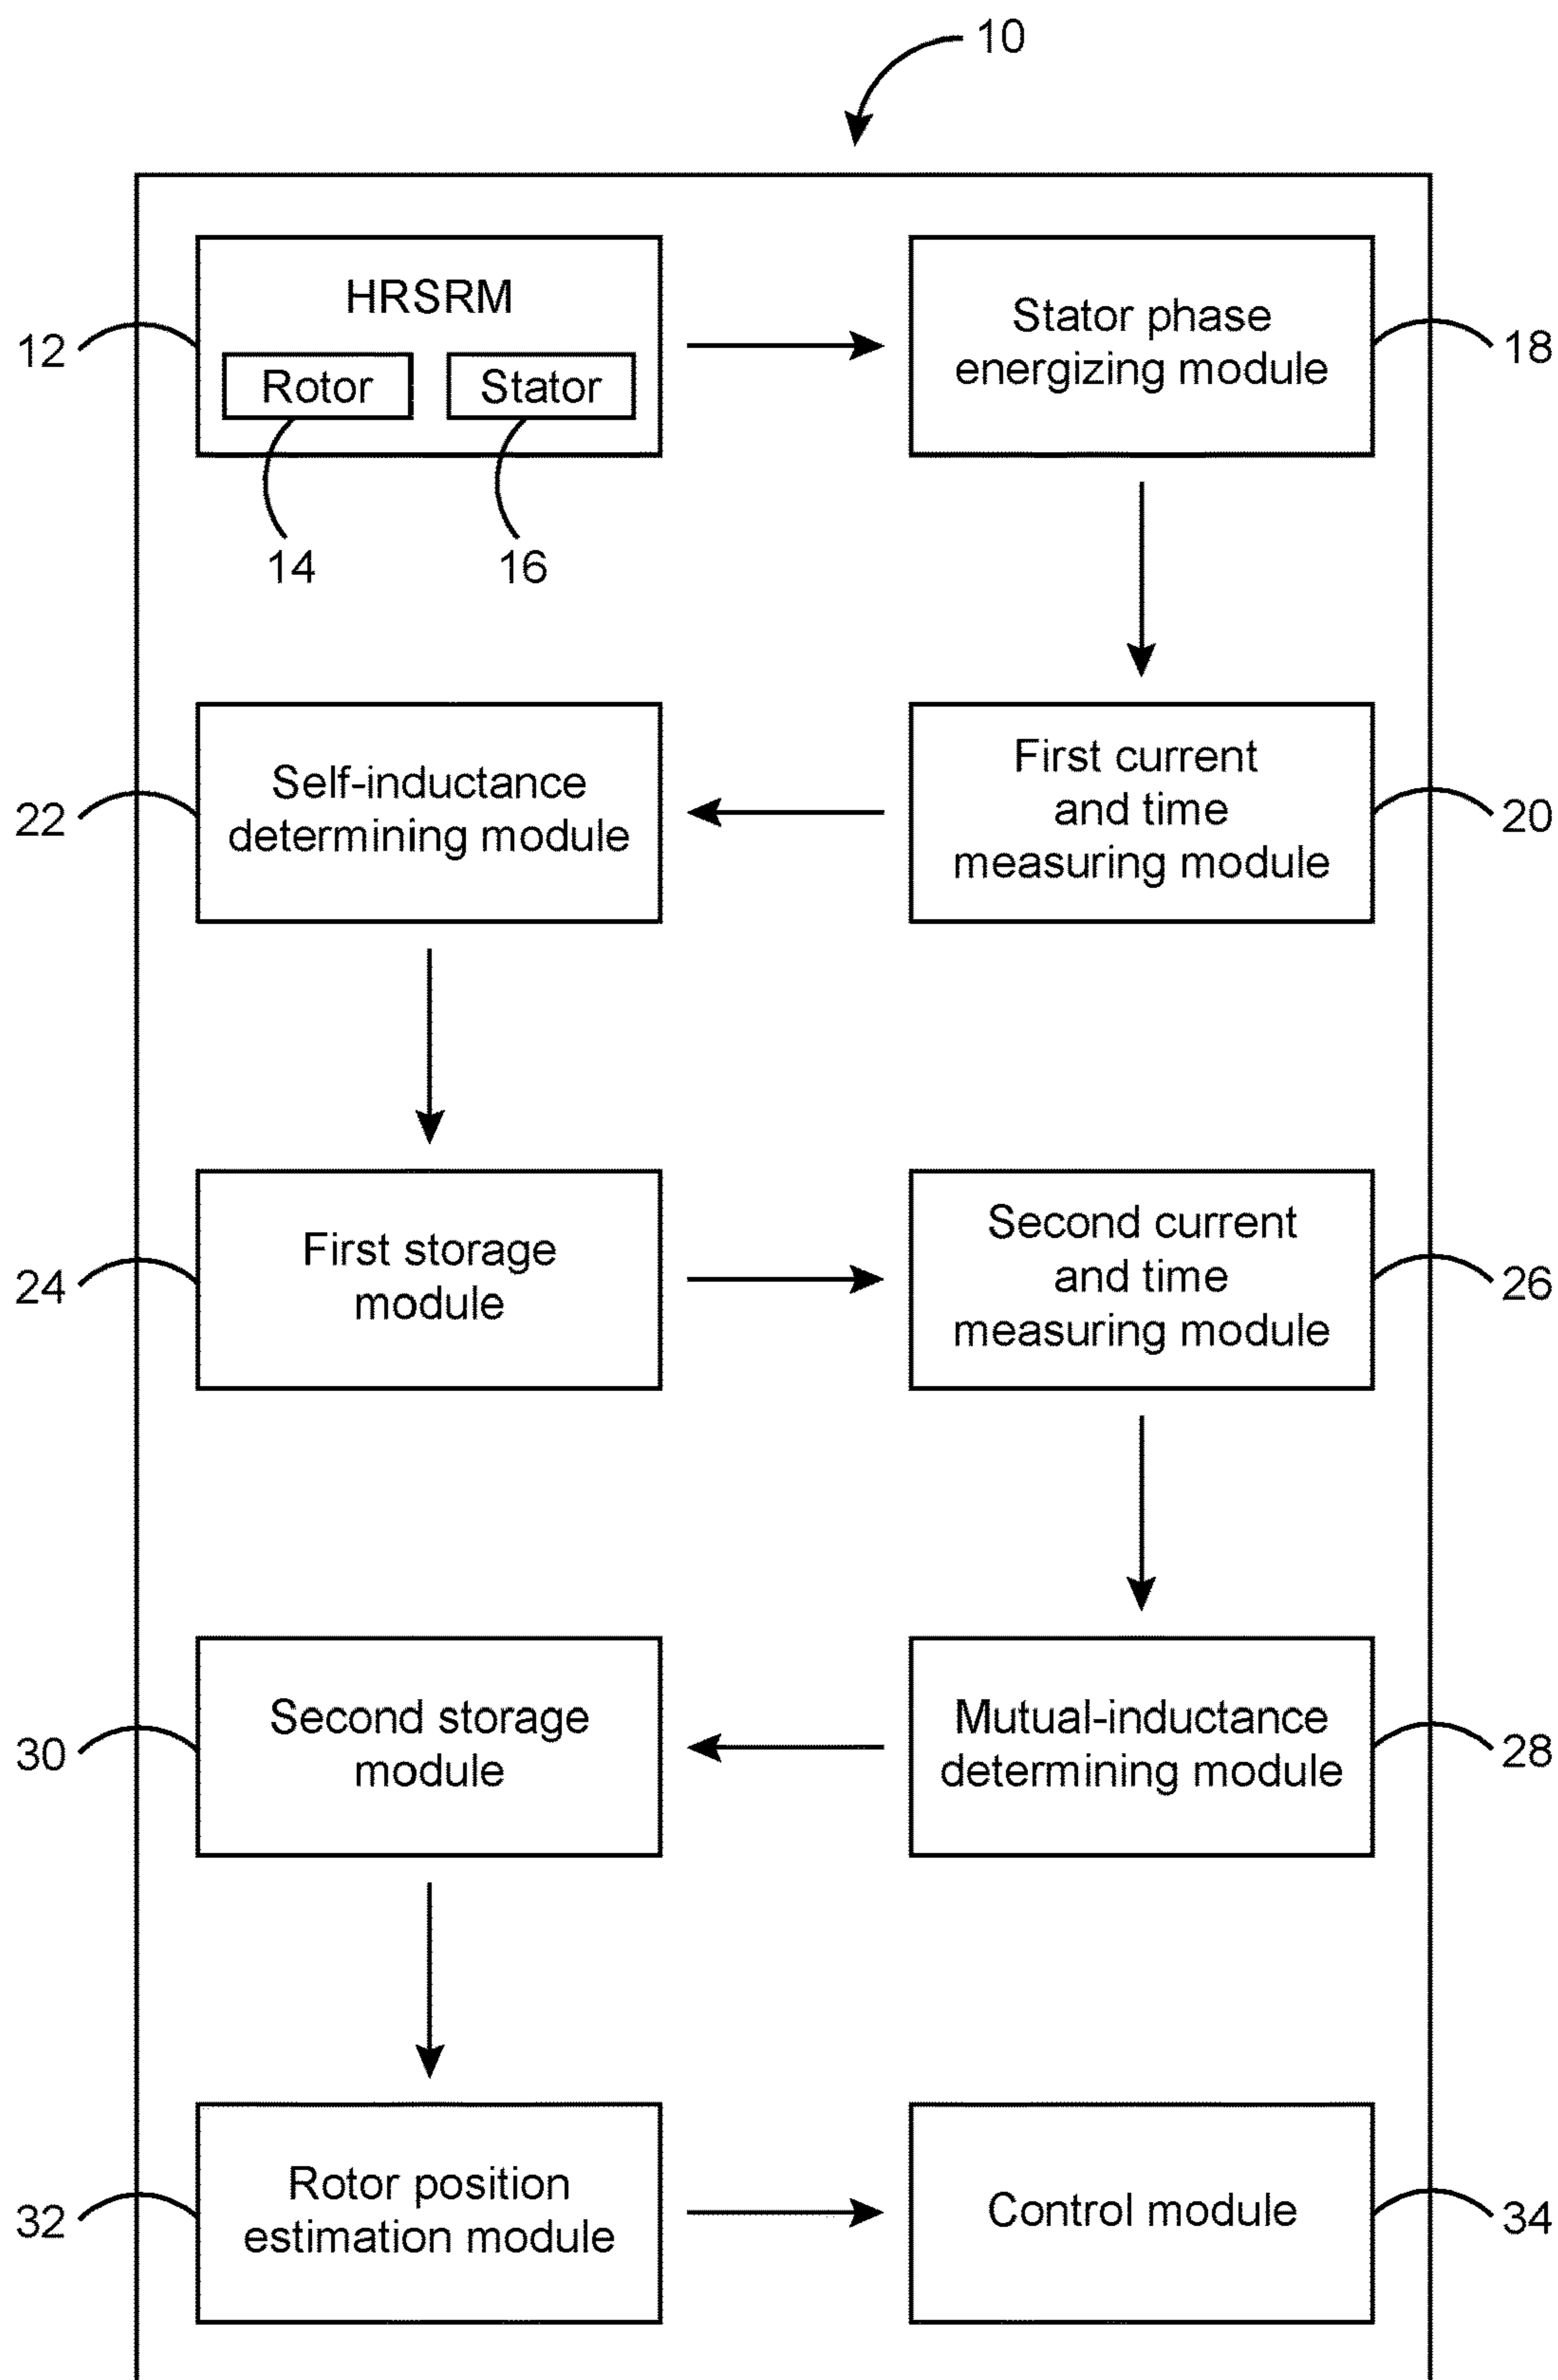 10
HRSRM
Rotor
Stator
12
14
16
Stator phase
energizing module
18
First current
and time
measuring module
20
Self-inductance
determining module
22
First storage
module
24
Second current
and time
measuring module
26
Mutual-inductance
determining module
28
Second storage
module
30
Rotor position
estimation module
32
Control module
34